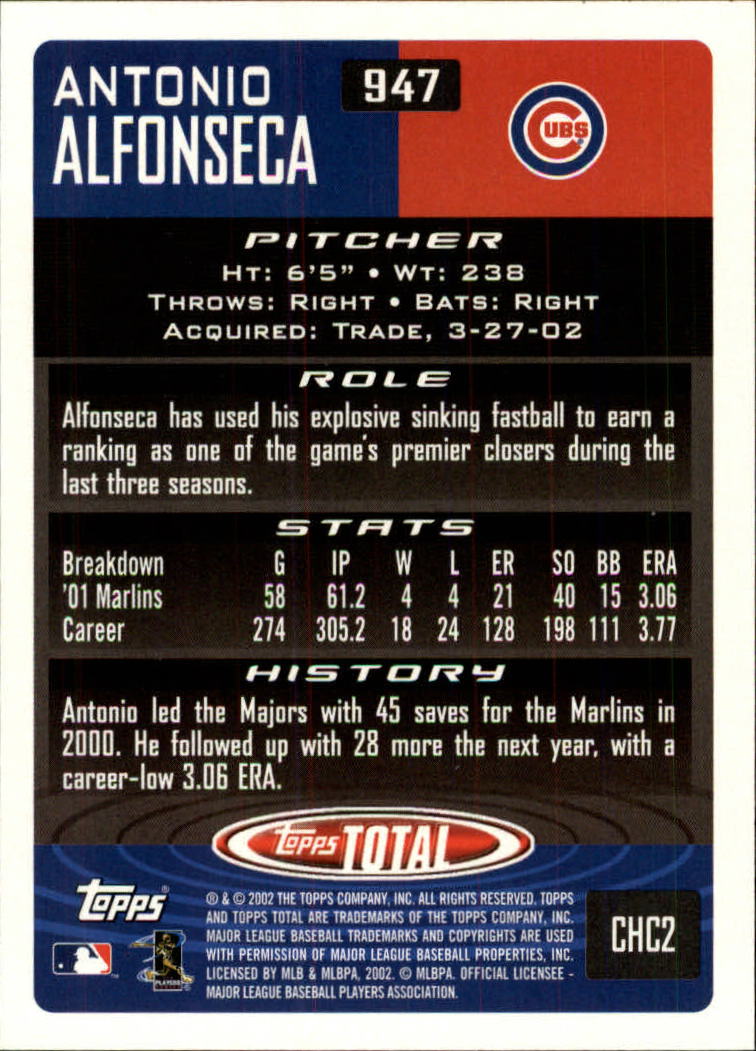 ANTONIO
ALFONSECA
947
CUBS
PITCHER
HT: 6'5" • WT: 238
THROWS: RIGHT • BATS: RIGHT
ACQUIRED: TRADE, 3-27-02
ROLE
Alfonseca has used his explosive sinking fastball to earn a
ranking as one of the game's premier closers during the
last three seasons.
STATS
Breakdown G IP W L ER SO BB ERA
'01 Marlins 58 61.2 4 4 21 40 15 3.06
Career 274 305.2 18 24 128 198 111 3.77
HISTORY
Antonio led the Majors with 45 saves for the Marlins in
2000. He followed up with 28 more the next year, with a
career-low 3.06 ERA.
Topps TOTAL
Topps®
® & © 2002 THE TOPPS COMPANY, INC. ALL RIGHTS RESERVED. TOPPS
AND TOPPS TOTAL ARE TRADEMARKS OF THE TOPPS COMPANY, INC.
MAJOR LEAGUE BASEBALL TRADEMARKS AND COPYRIGHTS ARE USED
WITH PERMISSION OF MAJOR LEAGUE BASEBALL PROPERTIES, INC.
LICENSED BY MLB & MLBPA, 2002. © MLBPA. OFFICIAL LICENSEE -
MAJOR LEAGUE BASEBALL PLAYERS ASSOCIATION.
PLAYERS
CHC2